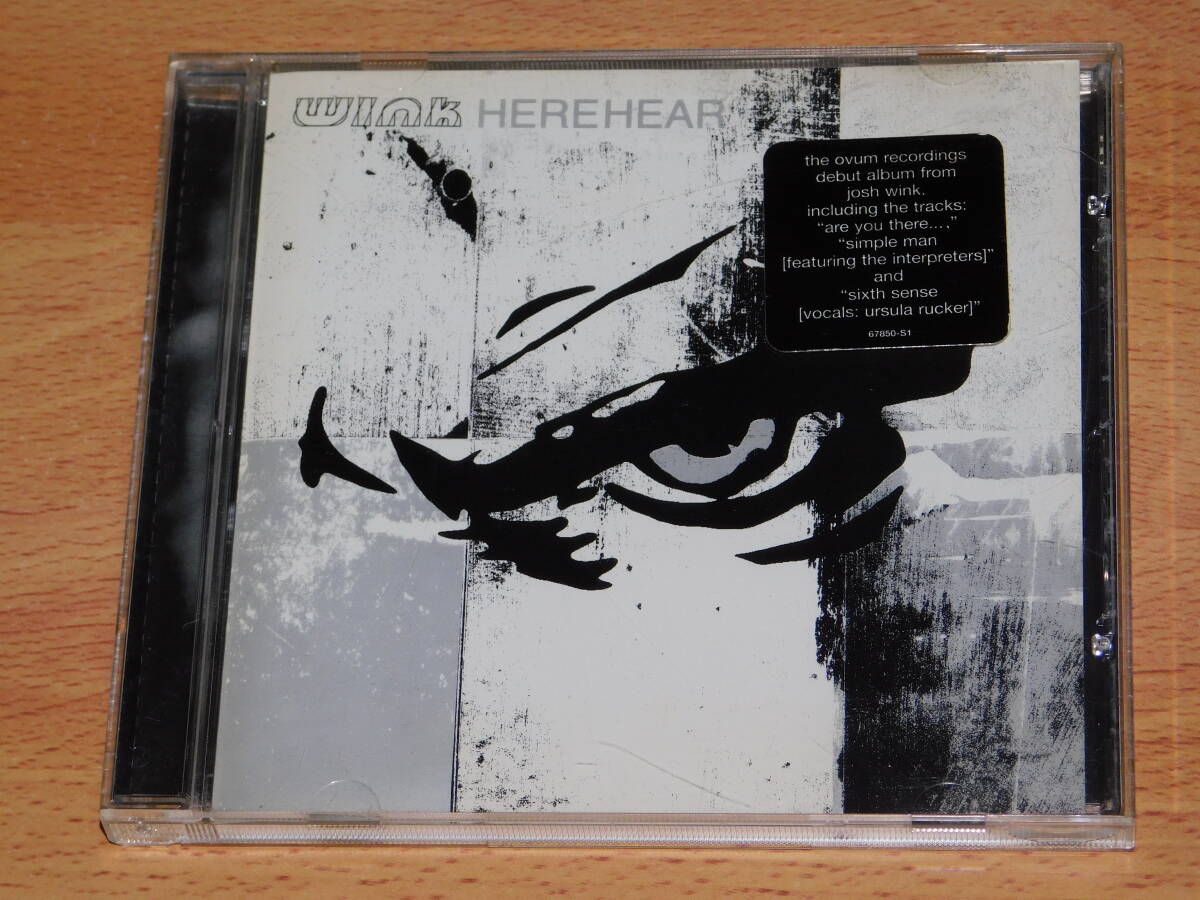 wink HEREHEAR
the ovum recordings
debut album from
josh wink.
including the tracks:
“are you there...,”
“simple man
[featuring the interpreters]”
and
“sixth sense
[vocals: ursula rucker]”
67850-S1